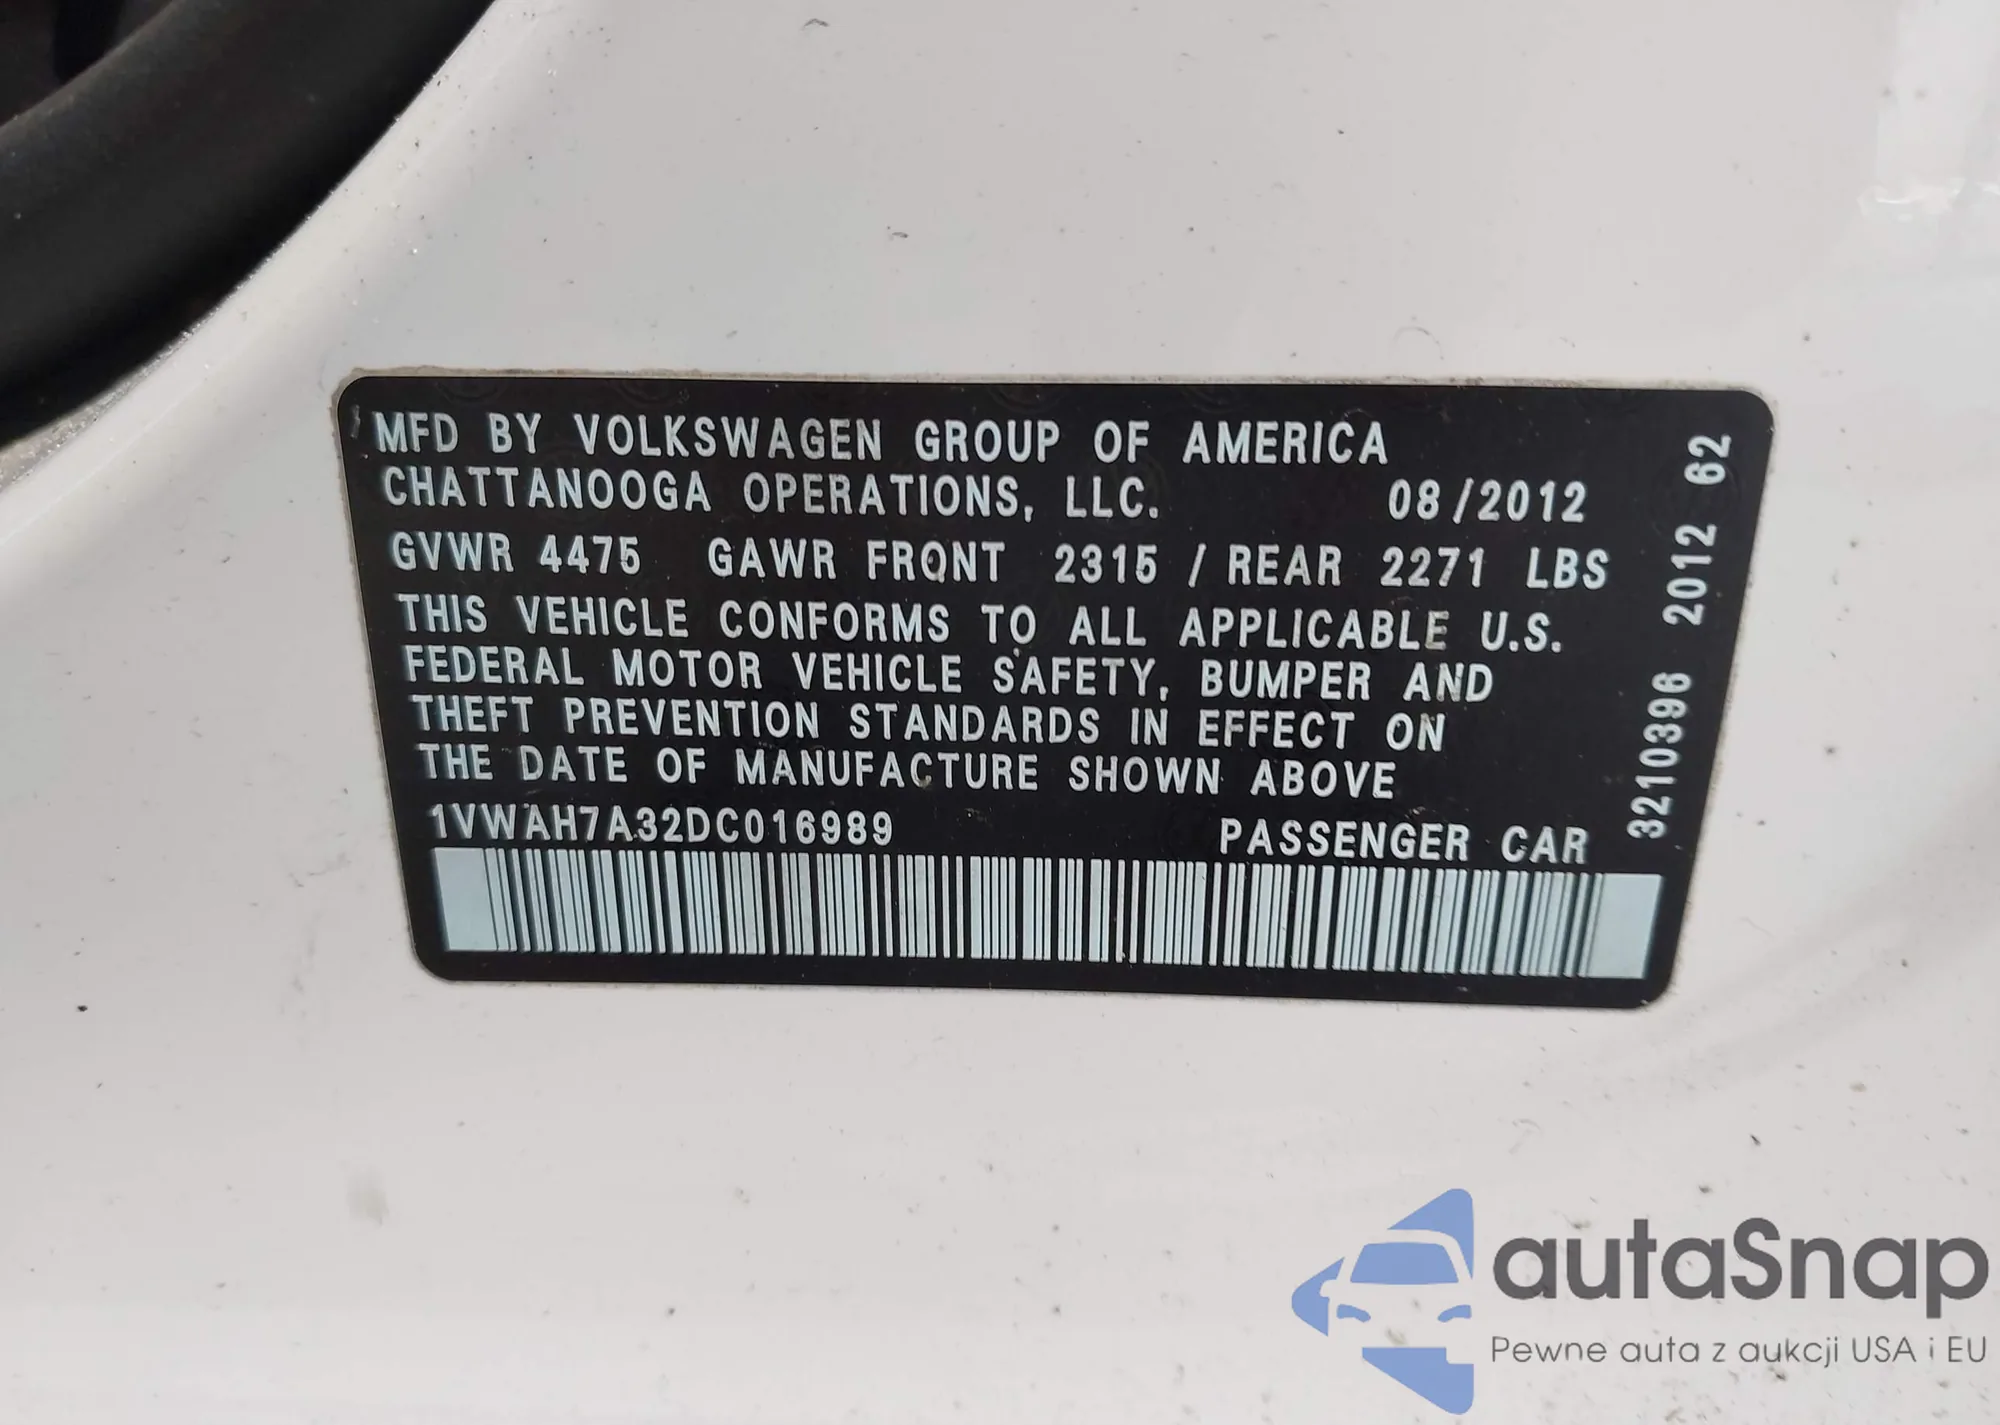 MFD BY VOLKSWAGEN GROUP OF AMERICA
CHATTANOOGA OPERATIONS, LLC. 08/2012
GVWR 4475 GAWR FRONT 2315 / REAR 2271 LBS
THIS VEHICLE CONFORMS TO ALL APPLICABLE U.S.
FEDERAL MOTOR VEHICLE SAFETY, BUMPER AND
THEFT PREVENTION STANDARDS IN EFFECT ON
THE DATE OF MANUFACTURE SHOWN ABOVE
1VWAH7A32DC016989 PASSENGER CAR
3210396 2012 62
autaSnap
Pewne auta z aukcji USA i EU